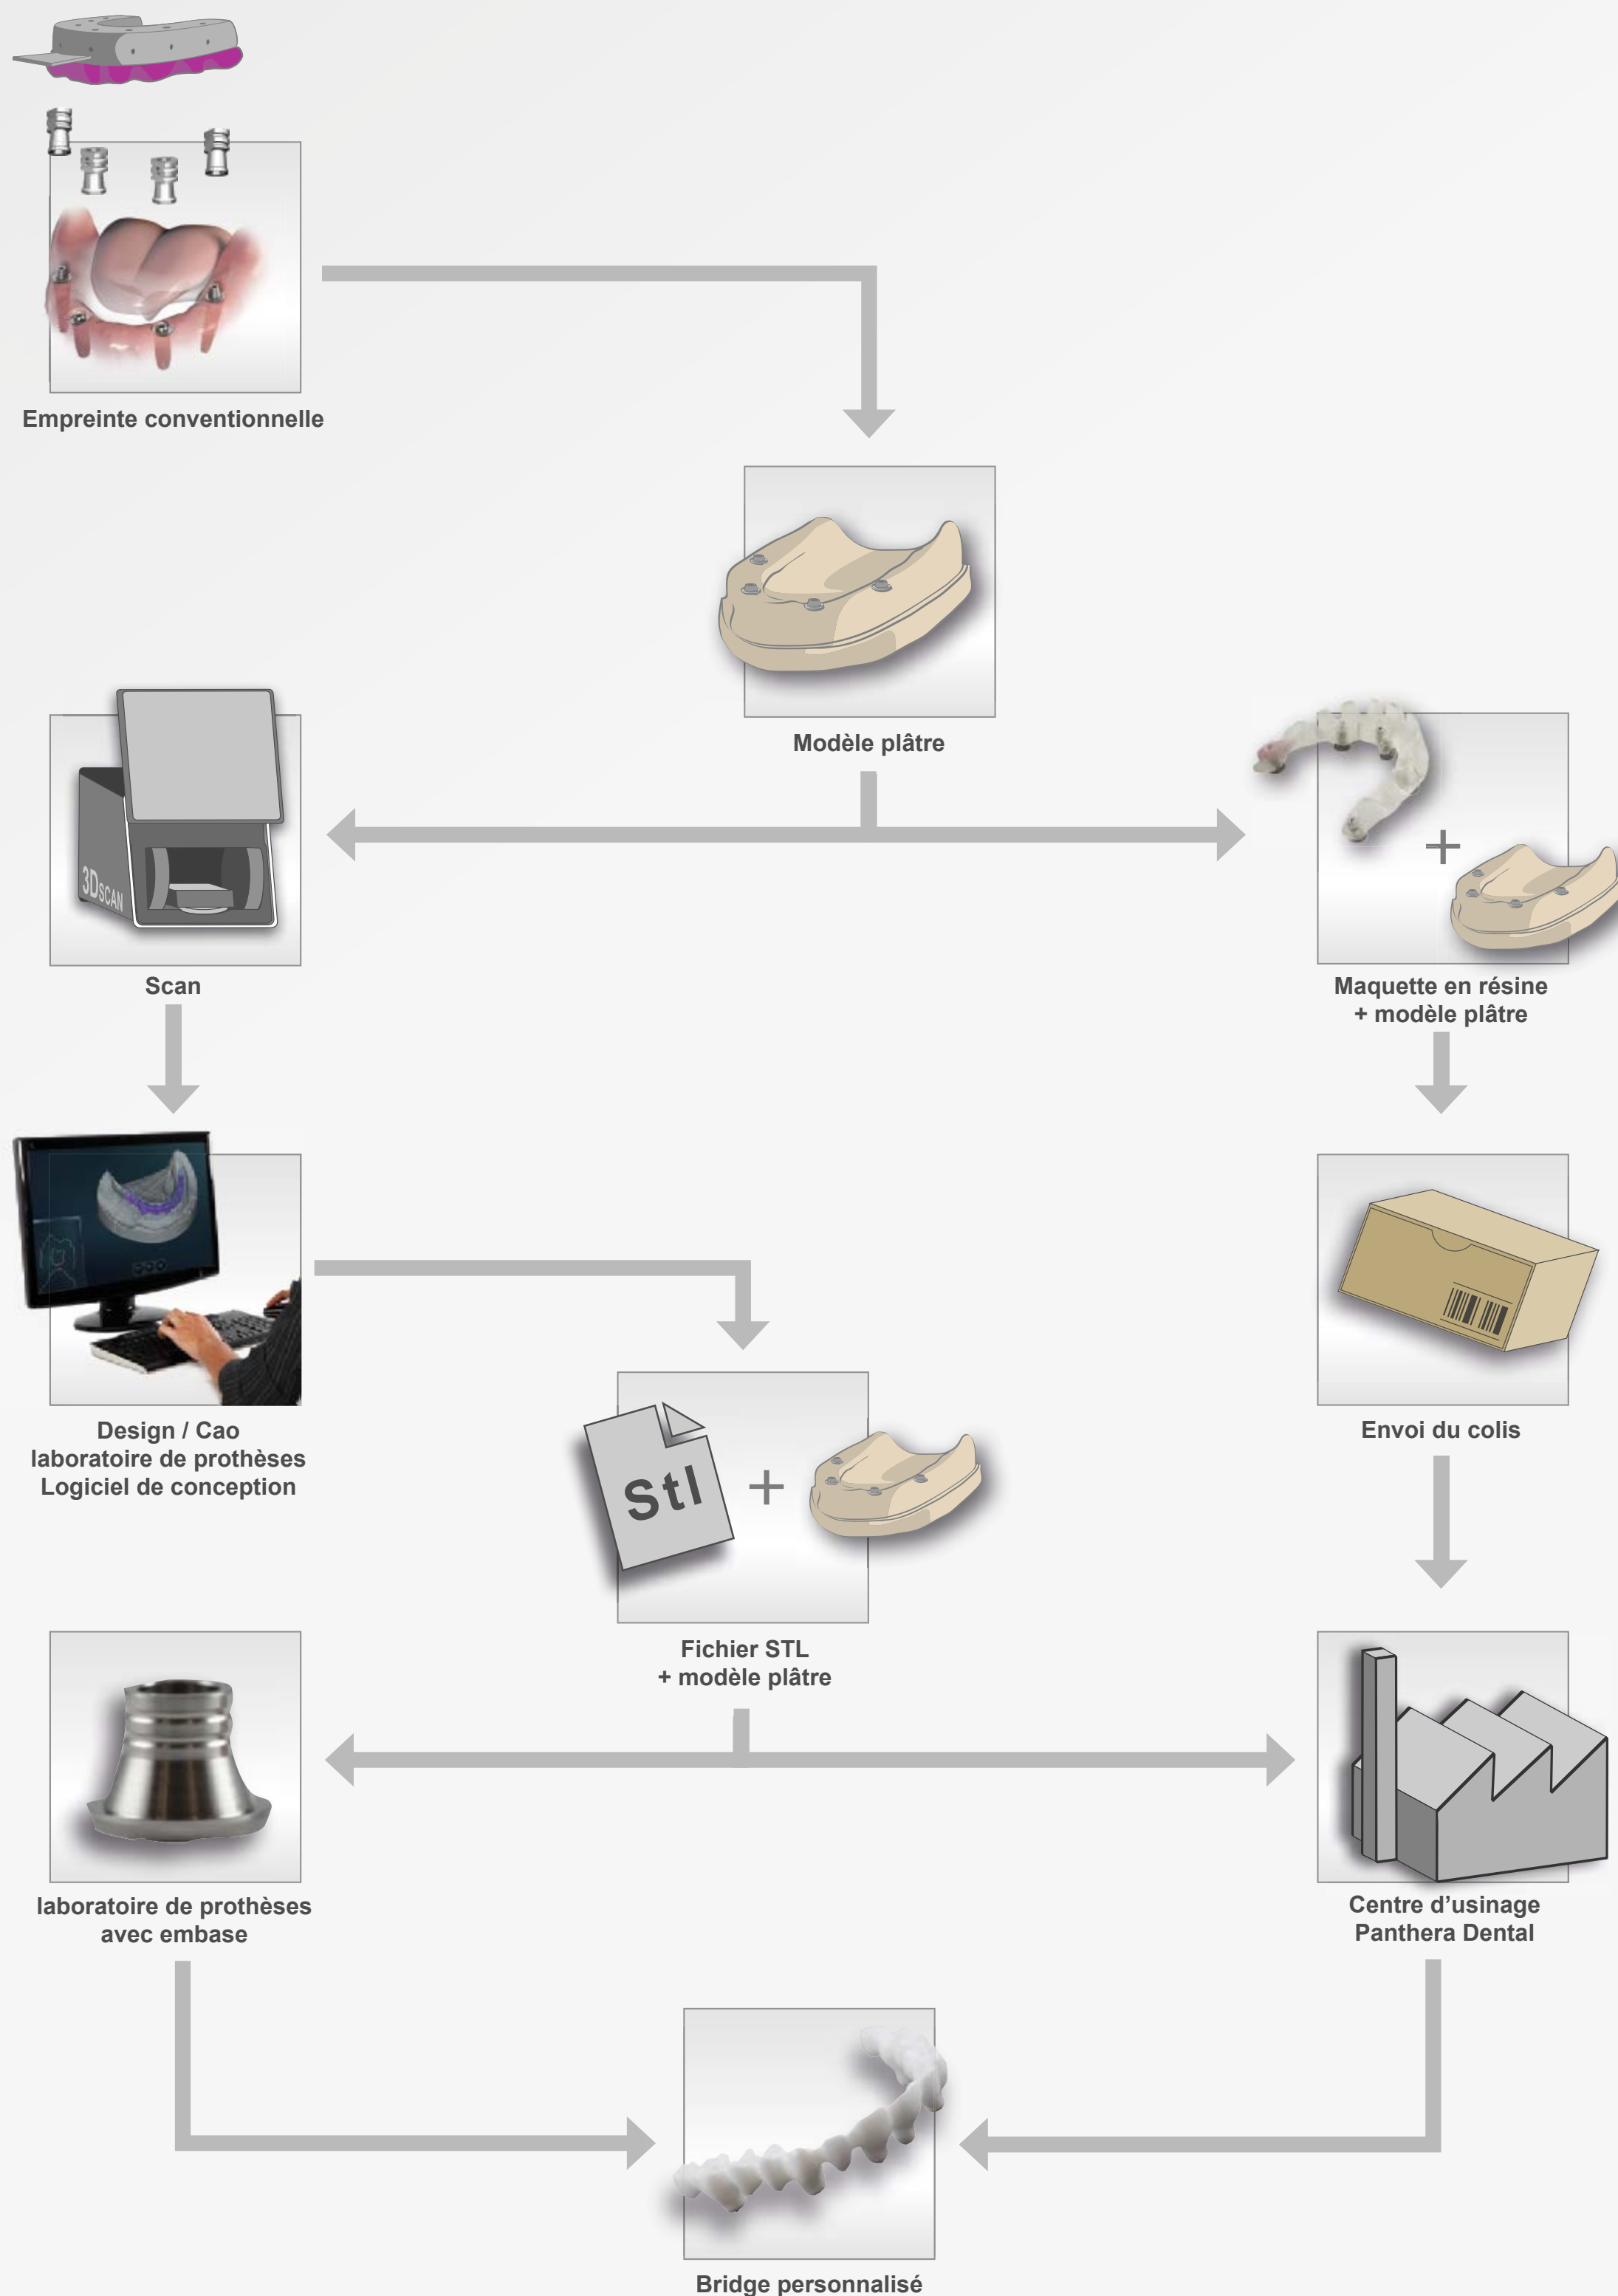 Empreinte conventionnelle
Modèle plâtre
3DSCAN
Scan
Maquette en résine
+ modèle plâtre
Design / Cao
laboratoire de prothèses
Logiciel de conception
Envoi du colis
Stl
Fichier STL
+ modèle plâtre
laboratoire de prothèses
avec embase
Centre d’usinage
Panthera Dental
Bridge personnalisé